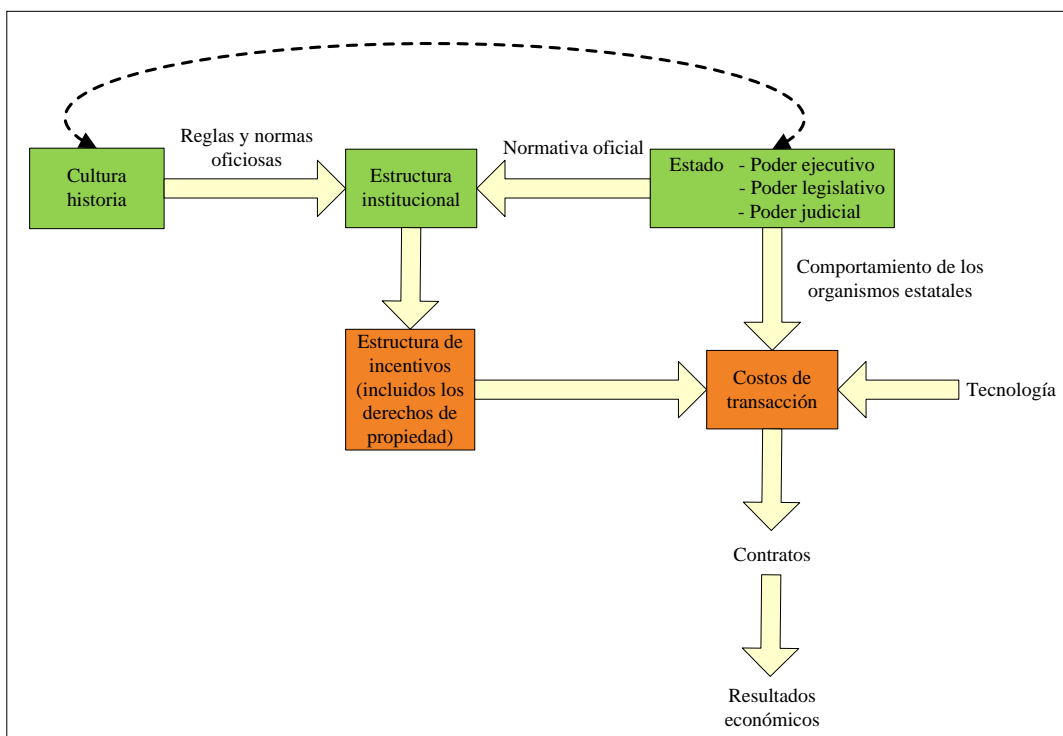 Reglas y normas
oficiosas
Normativa oficial
Cultura
historia
Estructura
institucional
Estado - Poder ejecutivo
- Poder legislativo
- Poder judicial
Comportamiento de los
organismos estatales
Estructura de
incentivos
(incluidos los
derechos de
propiedad)
Costos de
transacción
Tecnología
Contratos
Resultados
económicos